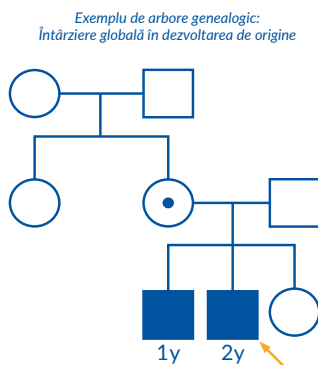 Exemplu de arbore genealogic:
Întârziere globală în dezvoltarea de origine
1y
2y